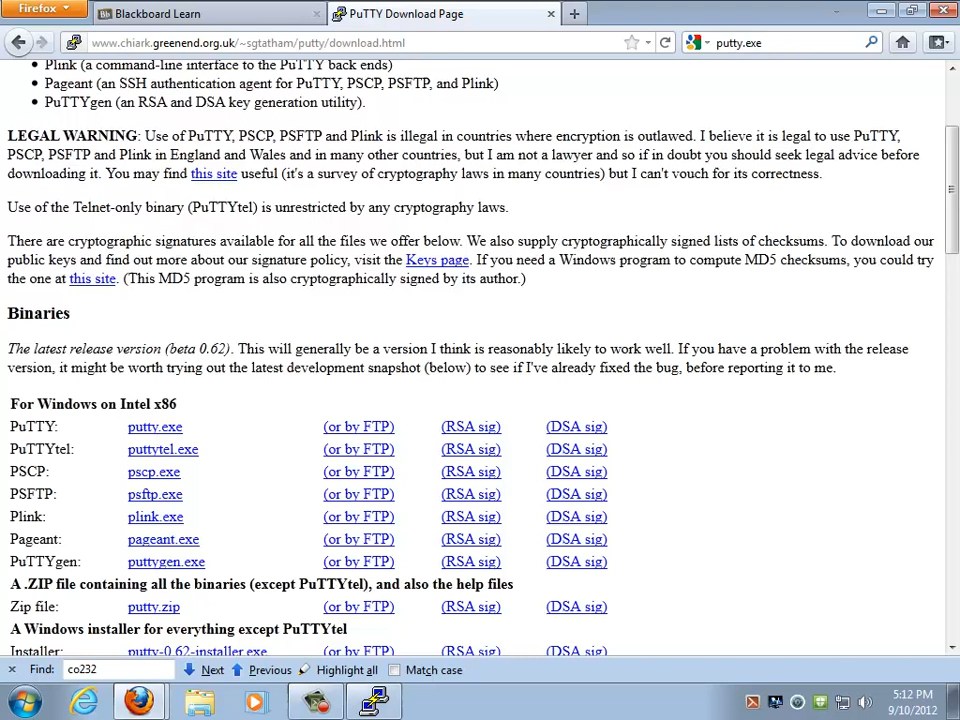 Firefox
Blackboard Learn
PuTTY Download Page
www.chiark.greenend.org.uk/~sgtatham/putty/download.html
putty.exe
Plink (a command-line interface to the PuTTY back ends)
Pageant (an SSH authentication agent for PuTTY, PSCP, PSFTP, and Plink)
PuTTYgen (an RSA and DSA key generation utility).
LEGAL WARNING: Use of PuTTY, PSCP, PSFTP and Plink is illegal in countries where encryption is outlawed. I believe it is legal to use PuTTY,
PSCP, PSFTP and Plink in England and Wales and in many other countries, but I am not a lawyer and so if in doubt you should seek legal advice before
downloading it. You may find this site useful (it's a survey of cryptography laws in many countries) but I can't vouch for its correctness.
Use of the Telnet-only binary (PuTTYtel) is unrestricted by any cryptography laws.
There are cryptographic signatures available for all the files we offer below. We also supply cryptographically signed lists of checksums. To download our
public keys and find out more about our signature policy, visit the Keys page. If you need a Windows program to compute MD5 checksums, you could try
the one at this site. (This MD5 program is also cryptographically signed by its author.)
Binaries
The latest release version (beta 0.62). This will generally be a version I think is reasonably likely to work well. If you have a problem with the release
version, it might be worth trying out the latest development snapshot (below) to see if I've already fixed the bug, before reporting it to me.
For Windows on Intel x86
PuTTY: putty.exe (or by FTP) (RSA sig) (DSA sig)
PuTTYtel: puttytel.exe (or by FTP) (RSA sig) (DSA sig)
PSCP: pscp.exe (or by FTP) (RSA sig) (DSA sig)
PSFTP: psftp.exe (or by FTP) (RSA sig) (DSA sig)
Plink: plink.exe (or by FTP) (RSA sig) (DSA sig)
Pageant: pageant.exe (or by FTP) (RSA sig) (DSA sig)
PuTTYgen: puttygen.exe (or by FTP) (RSA sig) (DSA sig)
A .ZIP file containing all the binaries (except PuTTYtel), and also the help files
Zip file: putty.zip (or by FTP) (RSA sig) (DSA sig)
A Windows installer for everything except PuTTYtel
Installer: putty-0.62-installer.exe (or by FTP) (RSA sig) (DSA sig)
Find: co232 Next Previous Highlight all Match case
5:12 PM
9/10/2012